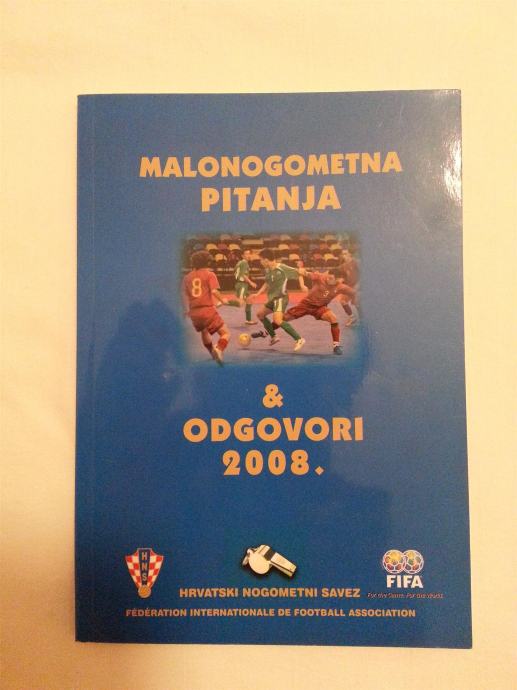 MALONOGOMETNA
PITANJA
8
&
ODGOVORI
2008.
HNS
FIFA
For the Game. For the World.
HRVATSKI NOGOMETNI SAVEZ
FÉDÉRATION INTERNATIONALE DE FOOTBALL ASSOCIATION